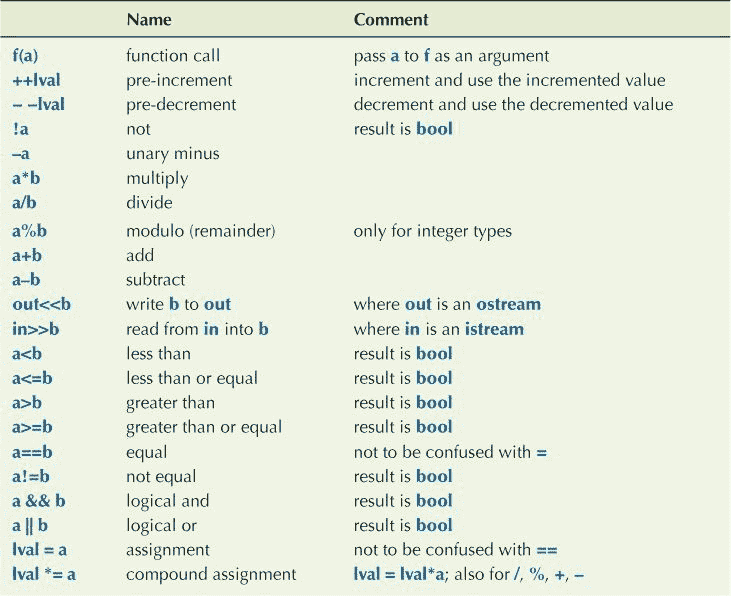 Name Comment
f(a) function call pass a to f as an argument
++lval pre-increment increment and use the incremented value
– –lval pre-decrement decrement and use the decremented value
!a not result is bool
–a unary minus
a*b multiply
a/b divide
a%b modulo (remainder) only for integer types
a+b add
a–b subtract
out<<b write b to out where out is an ostream
in>>b read from in into b where in is an istream
a<b less than result is bool
a<=b less than or equal result is bool
a>b greater than result is bool
a>=b greater than or equal result is bool
a==b equal not to be confused with =
a!=b not equal result is bool
a && b logical and result is bool
a || b logical or result is bool
lval = a assignment not to be confused with ==
lval *= a compound assignment lval = lval*a; also for /, %, +, –